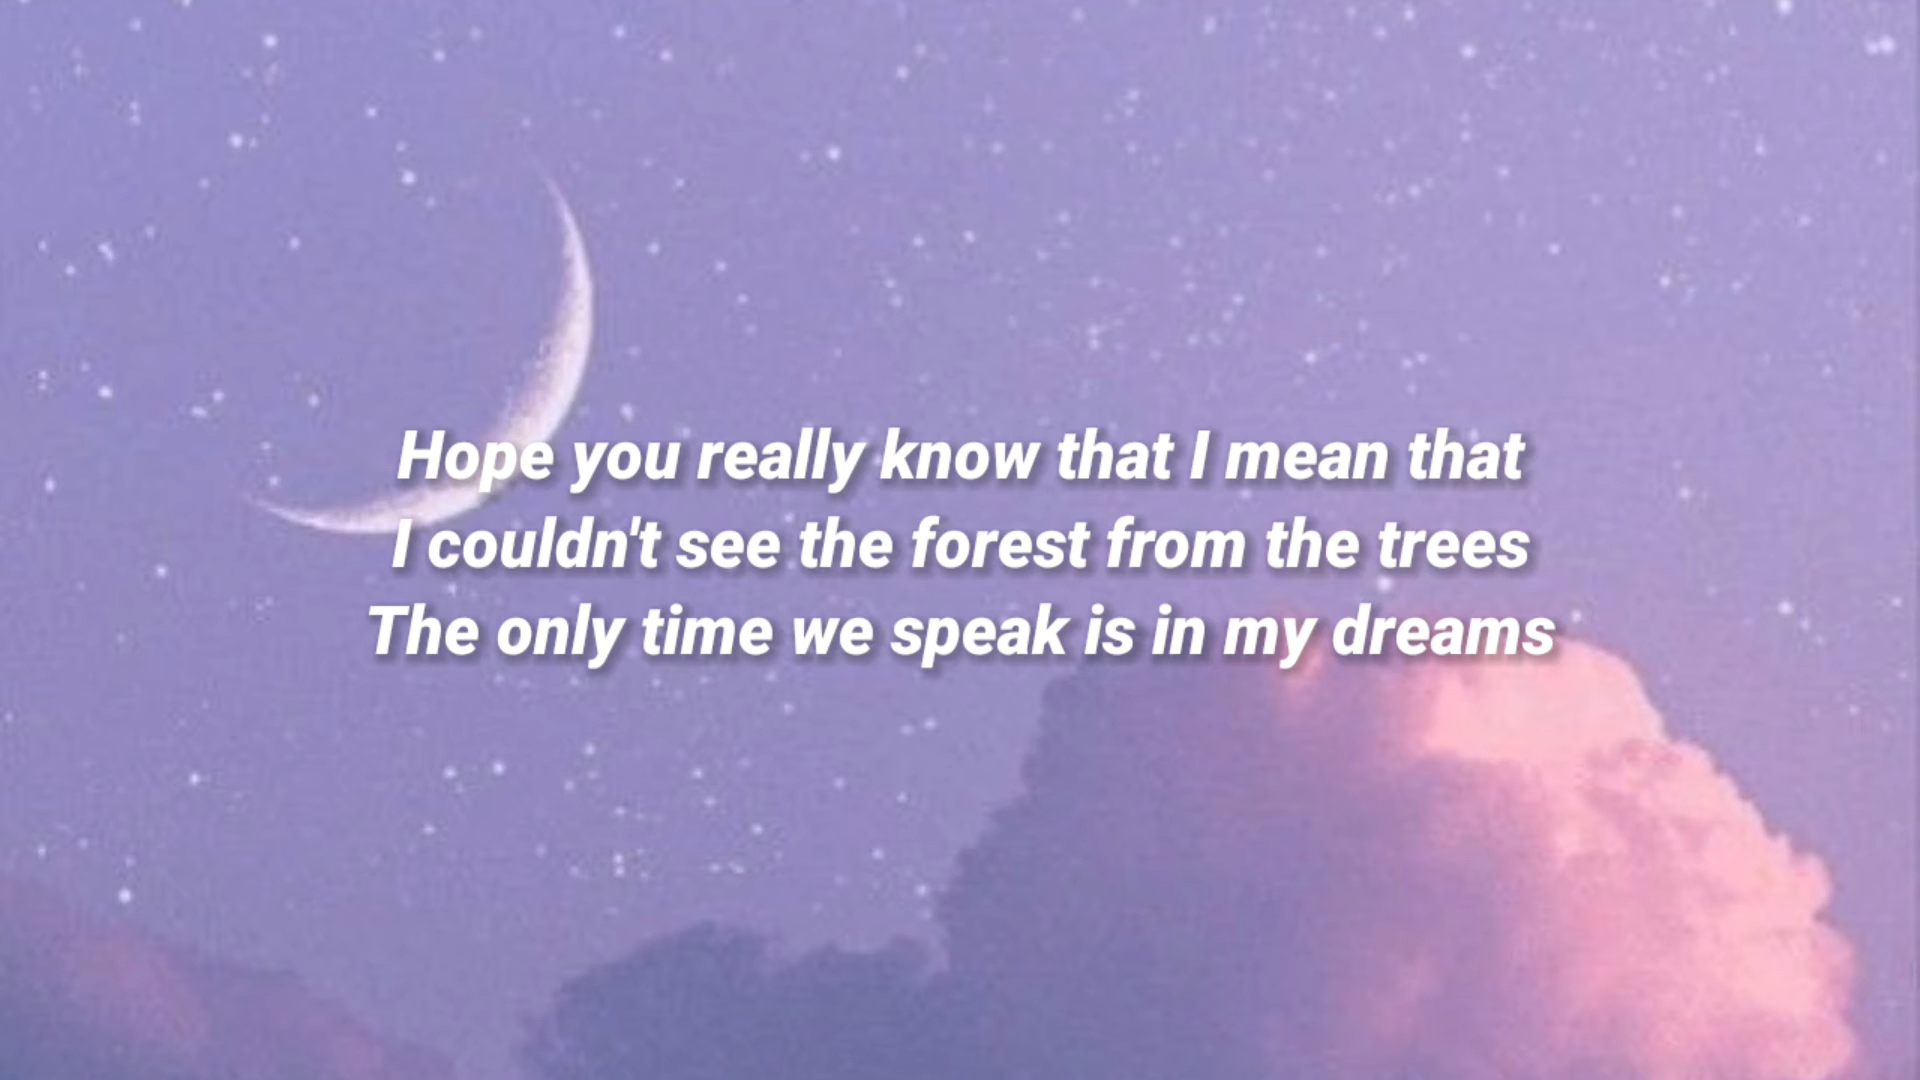 Hope you really know that I mean that
I couldn't see the forest from the trees
The only time we speak is in my dreams